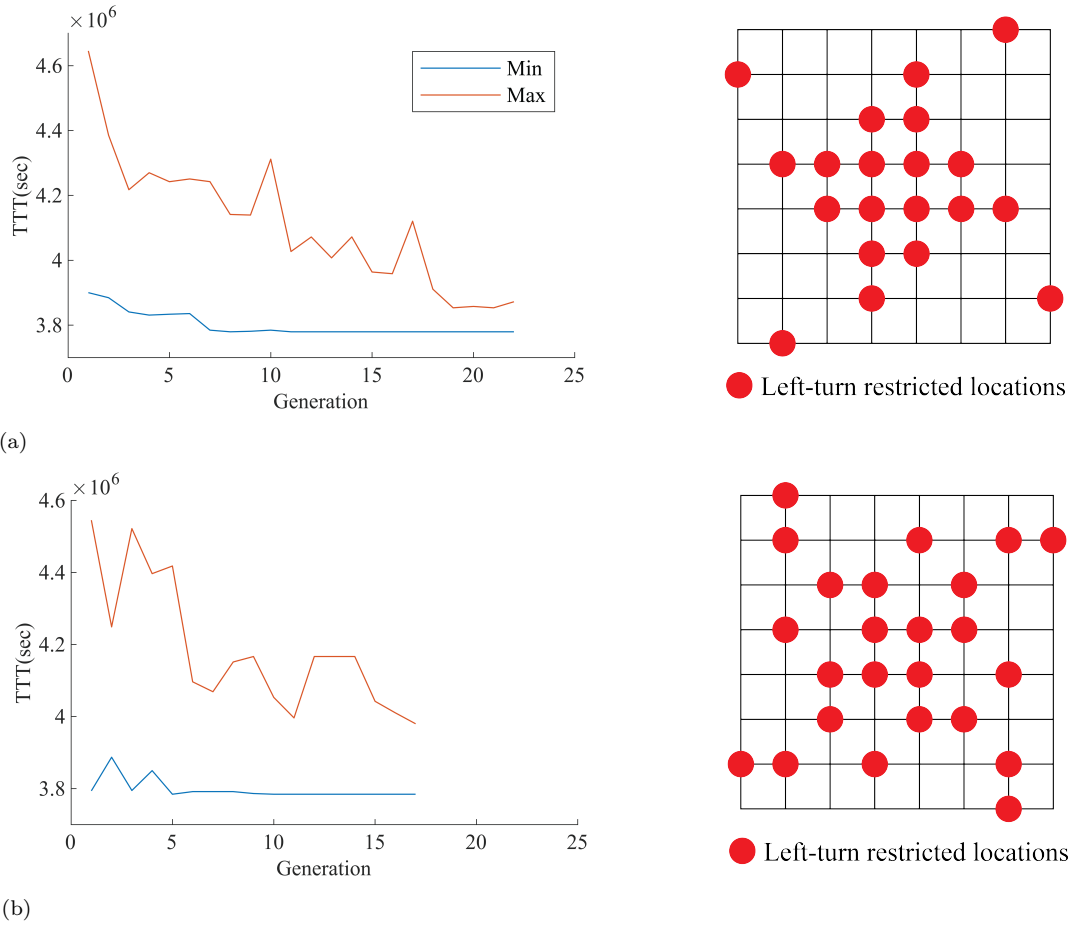 ×10^6
4.6
4.4
4.2
4
3.8
TTT(sec)
0 5 10 15 20 25
Generation
Min
Max
Left-turn restricted locations
(a)
×10^6
4.6
4.4
4.2
4
3.8
TTT(sec)
0 5 10 15 20 25
Generation
Left-turn restricted locations
(b)